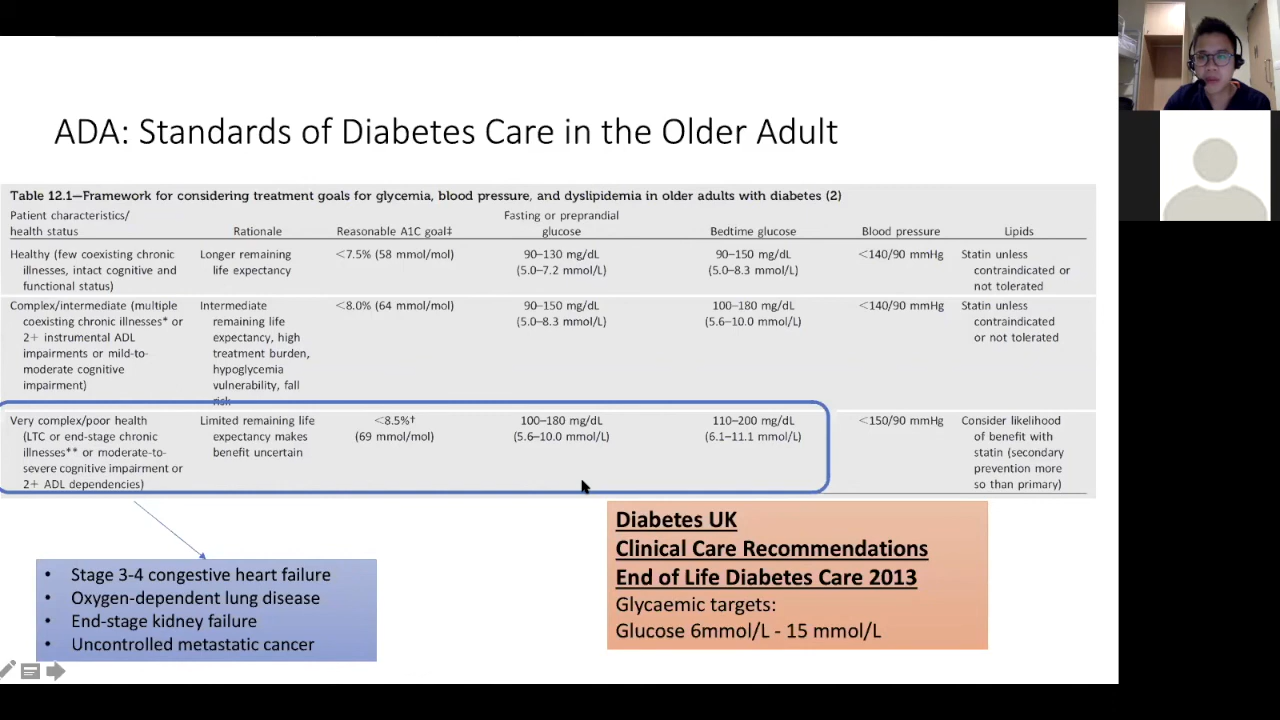 ADA: Standards of Diabetes Care in the Older Adult
Table 12.1—Framework for considering treatment goals for glycemia, blood pressure, and dyslipidemia in older adults with diabetes (2)
Patient characteristics/
health status
Rationale
Reasonable A1C goal‡
Fasting or preprandial
glucose
Bedtime glucose
Blood pressure
Lipids
Healthy (few coexisting chronic
illnesses, intact cognitive and
functional status)
Longer remaining
life expectancy
<7.5% (58 mmol/mol)
90–130 mg/dL
(5.0–7.2 mmol/L)
90–150 mg/dL
(5.0–8.3 mmol/L)
<140/90 mmHg
Statin unless
contraindicated or
not tolerated
Complex/intermediate (multiple
coexisting chronic illnesses* or
2+ instrumental ADL
impairments or mild-to-
moderate cognitive
impairment)
Intermediate
remaining life
expectancy, high
treatment burden,
hypoglycemia
vulnerability, fall
risk
<8.0% (64 mmol/mol)
90–150 mg/dL
(5.0–8.3 mmol/L)
100–180 mg/dL
(5.6–10.0 mmol/L)
<140/90 mmHg
Statin unless
contraindicated
or not tolerated
Very complex/poor health
(LTC or end-stage chronic
illnesses** or moderate-to-
severe cognitive impairment or
2+ ADL dependencies)
Limited remaining life
expectancy makes
benefit uncertain
<8.5%†
(69 mmol/mol)
100–180 mg/dL
(5.6–10.0 mmol/L)
110–200 mg/dL
(6.1–11.1 mmol/L)
<150/90 mmHg
Consider likelihood
of benefit with
statin (secondary
prevention more
so than primary)
• Stage 3-4 congestive heart failure
• Oxygen-dependent lung disease
• End-stage kidney failure
• Uncontrolled metastatic cancer
Diabetes UK
Clinical Care Recommendations
End of Life Diabetes Care 2013
Glycaemic targets:
Glucose 6mmol/L - 15 mmol/L